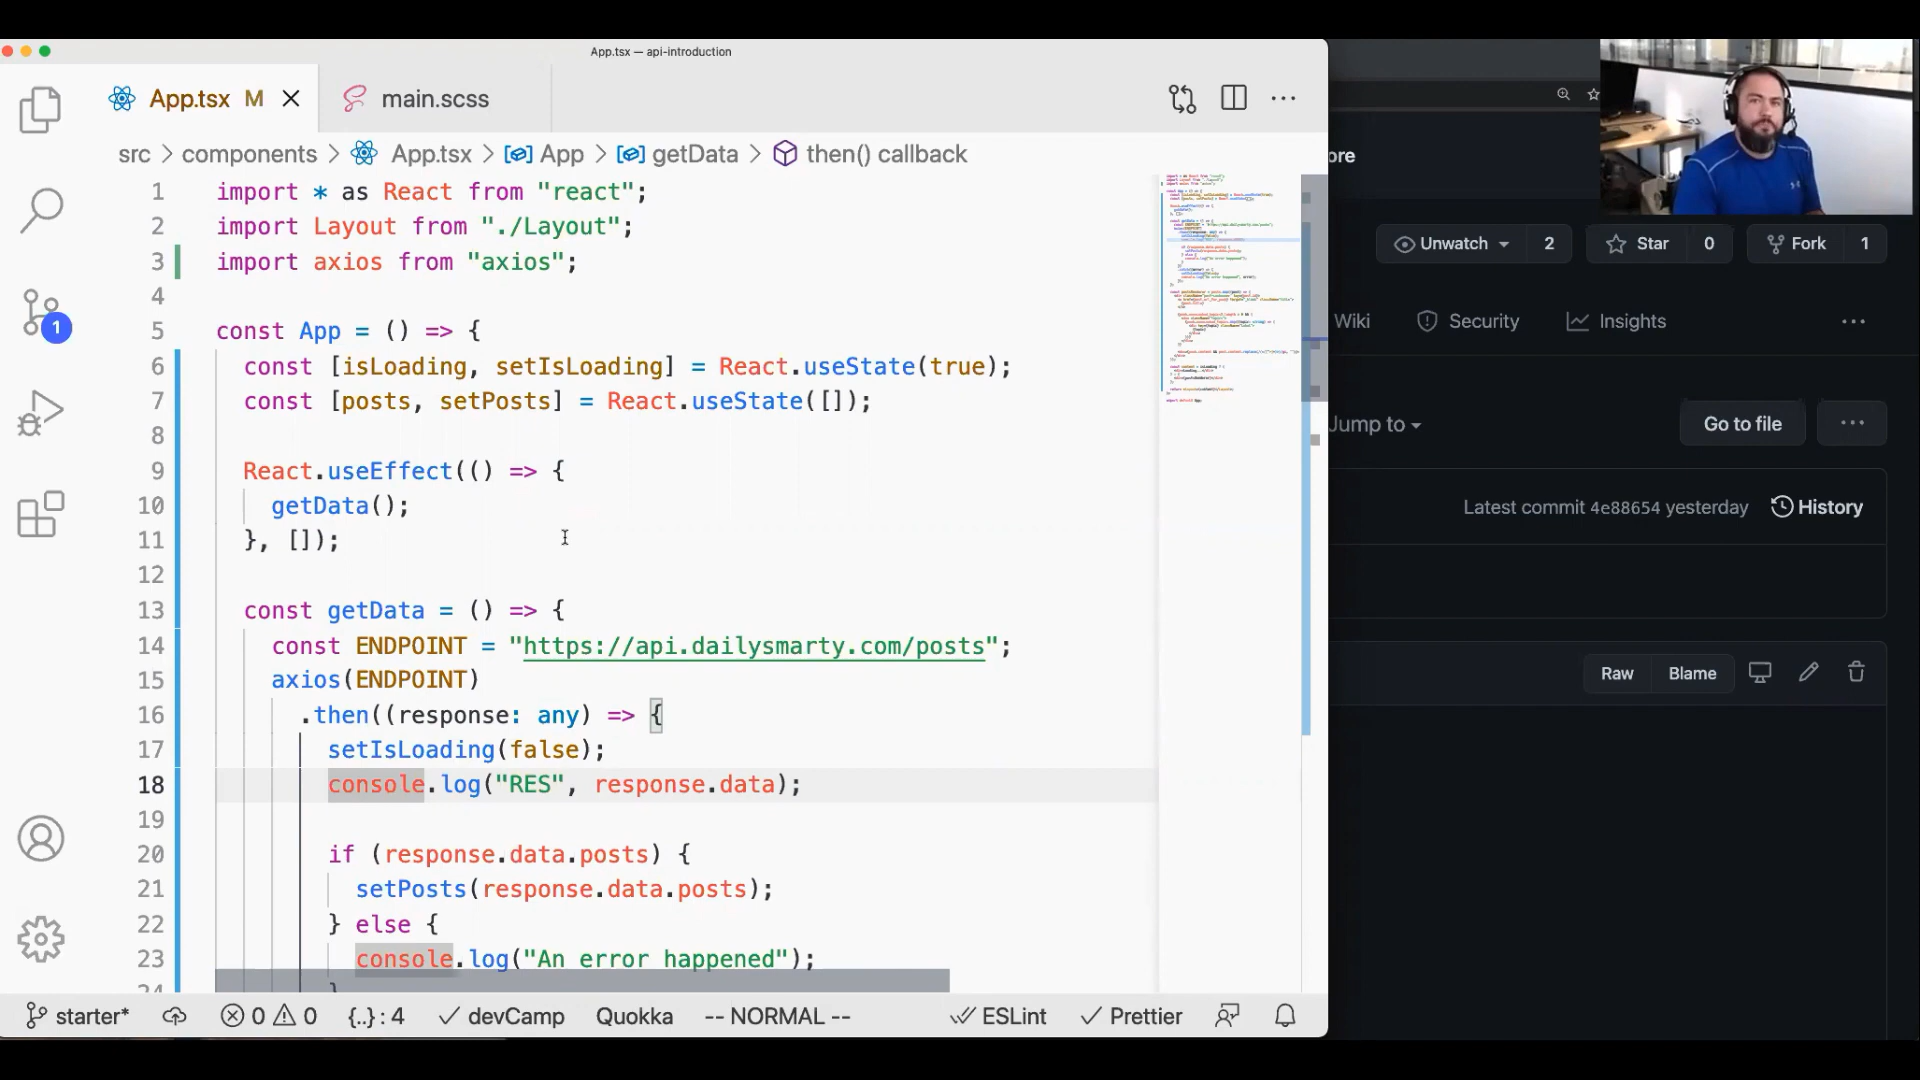 App.tsx — api-introduction
App.tsx M
main.scss
src > components > App.tsx > App > getData > then() callback
1 import * as React from "react";
2 import Layout from "./Layout";
3 import axios from "axios";
4
5 const App = () => {
6 const [isLoading, setIsLoading] = React.useState(true);
7 const [posts, setPosts] = React.useState([]);
8
9 React.useEffect(() => {
10 getData();
11 }, []);
12
13 const getData = () => {
14 const ENDPOINT = "https://api.dailysmarty.com/posts";
15 axios(ENDPOINT)
16 .then((response: any) => {
17 setIsLoading(false);
18 console.log("RES", response.data);
19
20 if (response.data.posts) {
21 setPosts(response.data.posts);
22 } else {
23 console.log("An error happened");
24 }
1
starter* 0 0 {..} : 4 devCamp Quokka -- NORMAL -- ESLint Prettier
ore
Unwatch 2 Star 0 Fork 1
Wiki Security Insights
Jump to Go to file
Latest commit 4e88654 yesterday History
Raw Blame